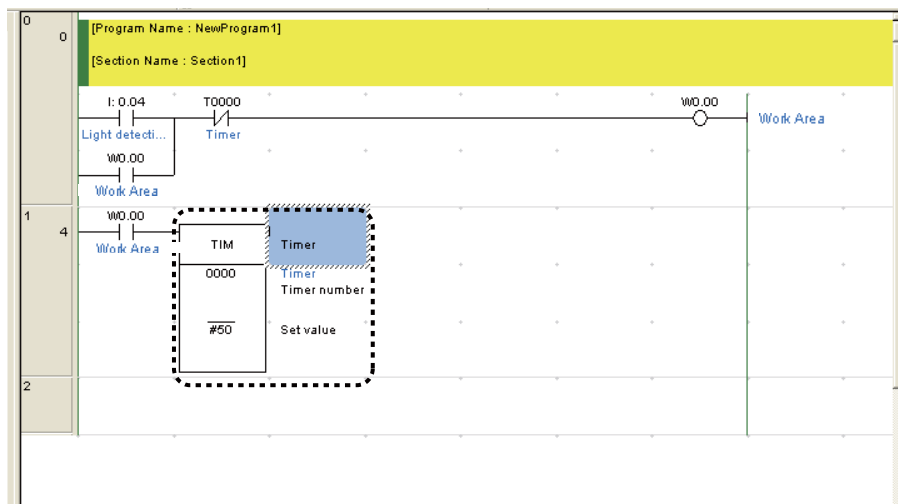 0
0
[Program Name : NewProgram1]
[Section Name : Section1]
I: 0.04 T0000 W0.00
Work Area
Light detecti... Timer
W0.00
Work Area
1
W0.00
4
Work Area
TIM Timer
0000 Timer
Timer number
#50 Set value
2